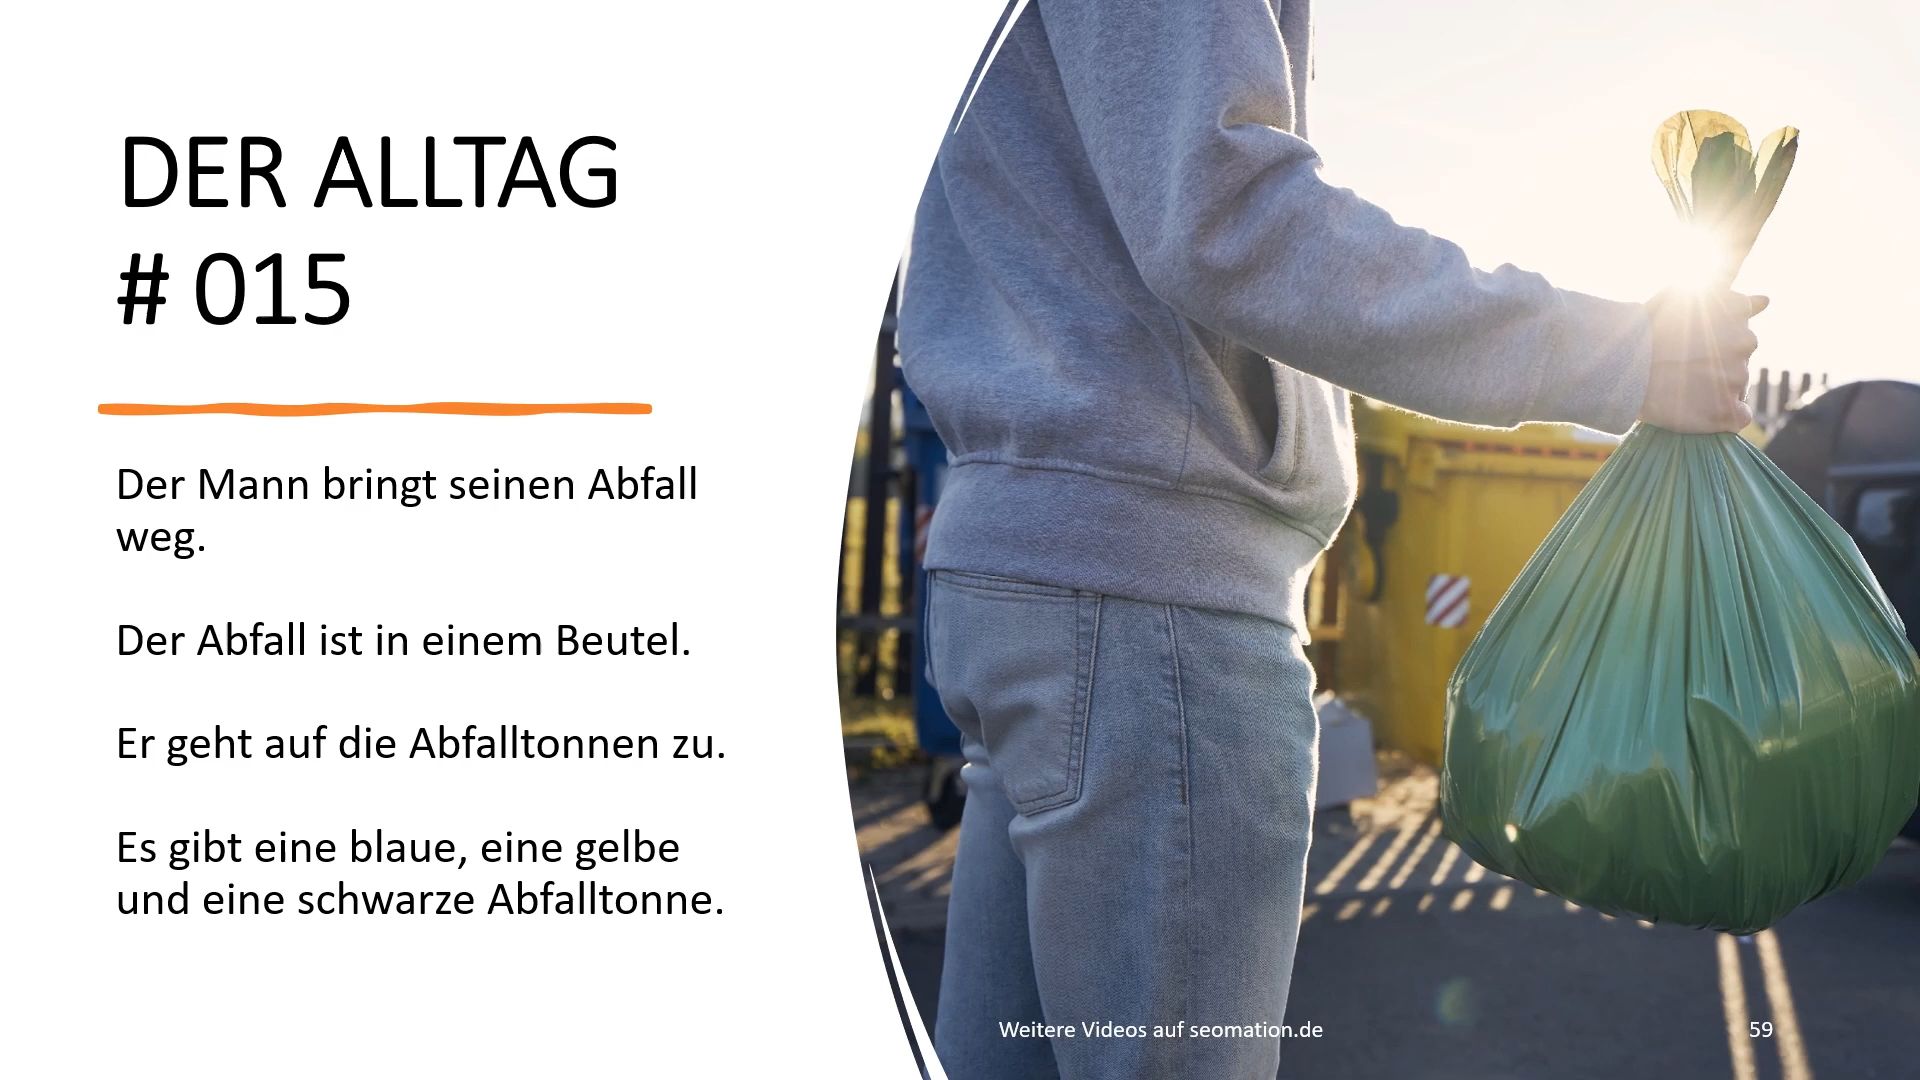 DER ALLTAG
# 015
Der Mann bringt seinen Abfall
weg.
Der Abfall ist in einem Beutel.
Er geht auf die Abfalltonnen zu.
Es gibt eine blaue, eine gelbe
und eine schwarze Abfalltonne.
Weitere Videos auf seomation.de
59